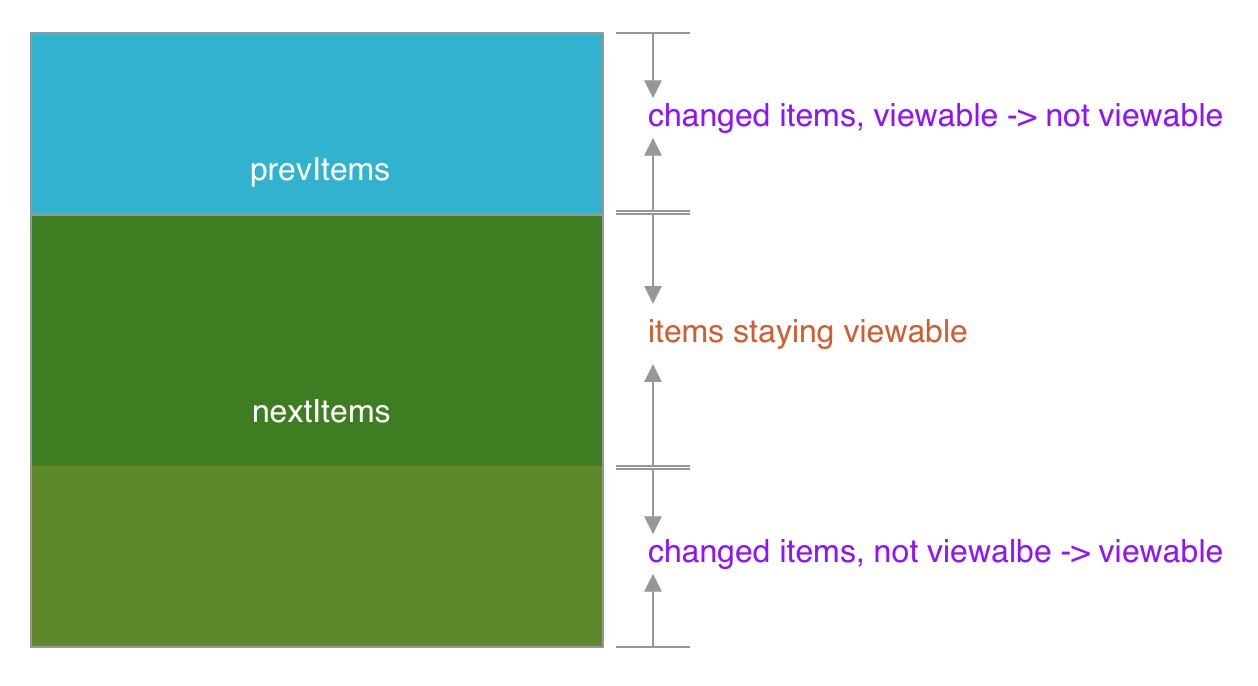 changed items, viewable -> not viewable
prevItems
items staying viewable
nextItems
changed items, not viewalbe -> viewable